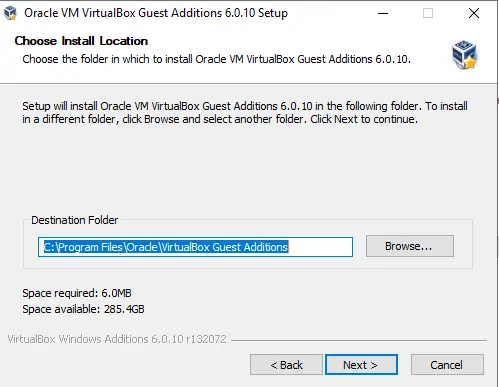 Oracle VM VirtualBox Guest Additions 6.0.10 Setup
Choose Install Location
Choose the folder in which to install Oracle VM VirtualBox Guest Additions 6.0.10.
Setup will install Oracle VM VirtualBox Guest Additions 6.0.10 in the following folder. To install
in a different folder, click Browse and select another folder. Click Next to continue.
Destination Folder
C:\Program Files\Oracle\VirtualBox Guest Additions
Browse...
Space required: 6.0MB
Space available: 285.4GB
VirtualBox Windows Additions 6.0.10 r132072
< Back
Next >
Cancel